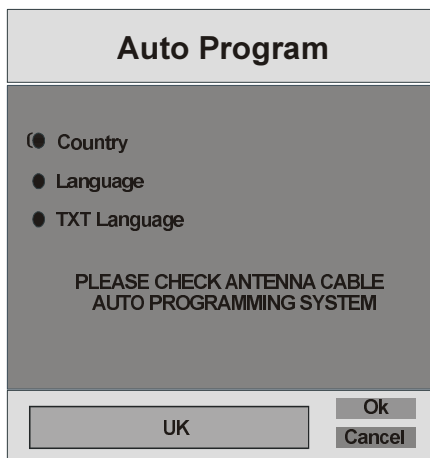 Auto Program
Country
Language
TXT Language
PLEASE CHECK ANTENNA CABLE
AUTO PROGRAMMING SYSTEM
UK
Ok
Cancel